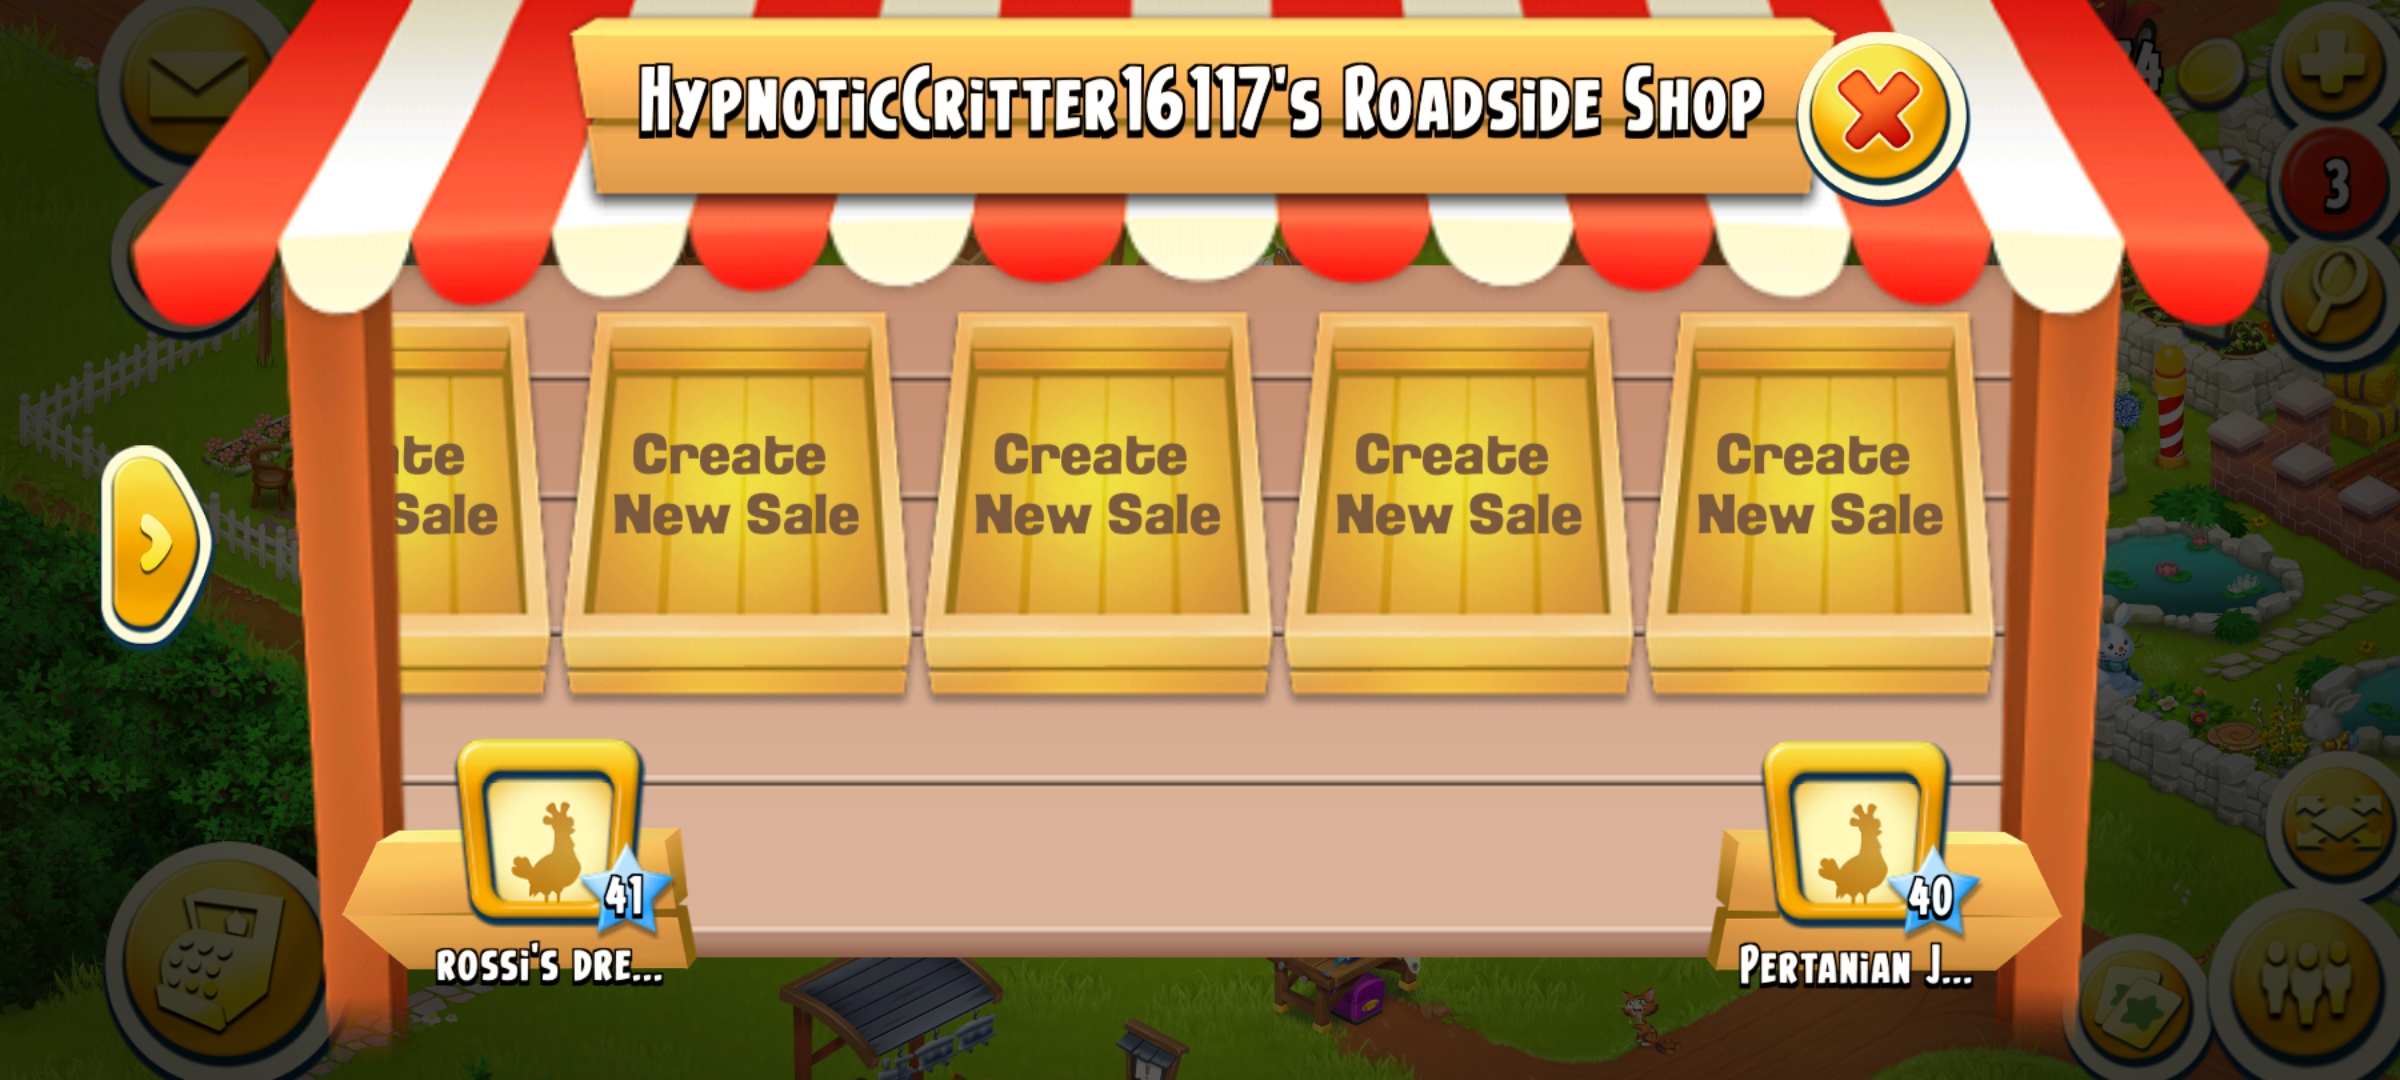 HypnoticCritter16117's Roadside Shop
3
ate
Sale
Create
New Sale
Create
New Sale
Create
New Sale
Create
New Sale
41
ROSSI'S DRE...
40
PERTANIAN J...